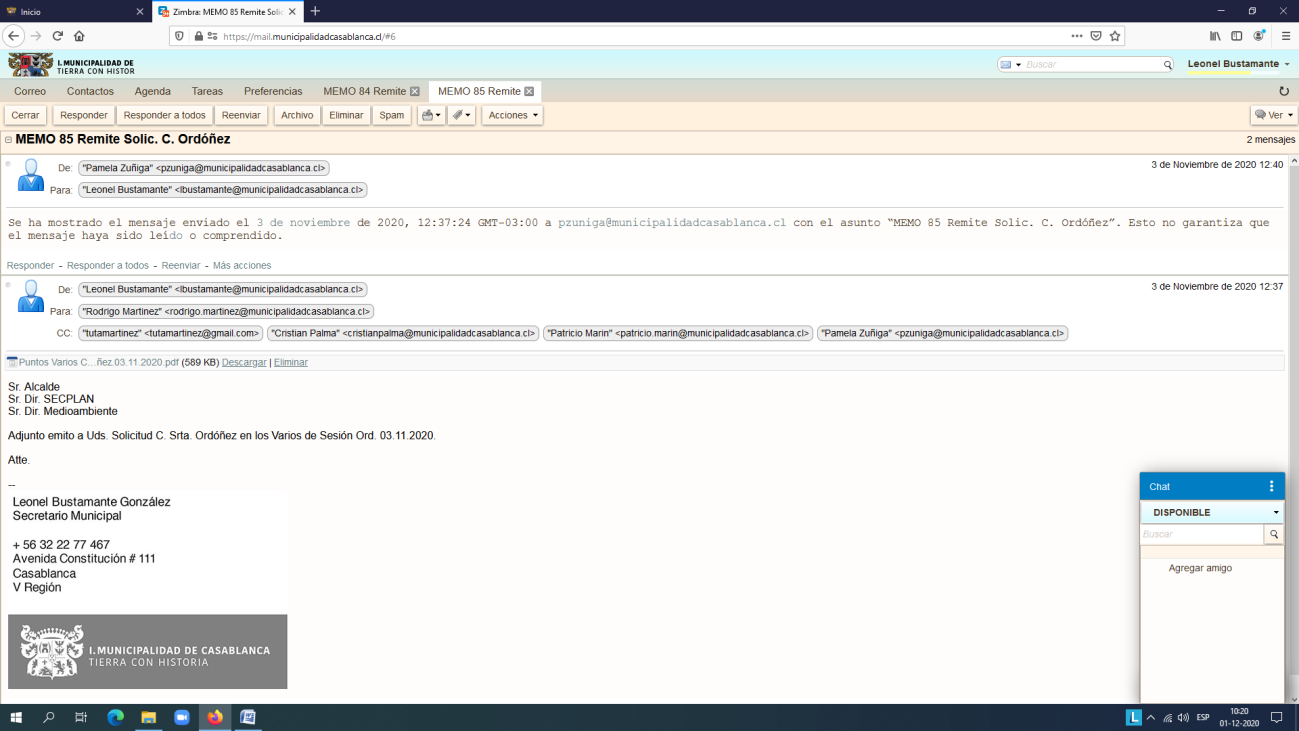 Inicio
Zimbra: MEMO 85 Remite Solic
https://mail.municipalidadcasablanca.cl/#6
I. MUNICIPALIDAD DE
TIERRA CON HISTOR
Buscar
Leonel Bustamante
Correo Contactos Agenda Tareas Preferencias MEMO 84 Remite MEMO 85 Remite
Cerrar Responder Responder a todos Reenviar Archivo Eliminar Spam Acciones Ver
MEMO 85 Remite Solic. C. Ordóñez
2 mensajes
De: "Pamela Zuñiga" <pzuniga@municipalidadcasablanca.cl>
3 de Noviembre de 2020 12:40
Para: "Leonel Bustamante" <lbustamante@municipalidadcasablanca.cl>
Se ha mostrado el mensaje enviado el 3 de noviembre de 2020, 12:37:24 GMT-03:00 a pzuniga@municipalidadcasablanca.cl con el asunto “MEMO 85 Remite Solic. C. Ordóñez”. Esto no garantiza que
el mensaje haya sido leído o comprendido.
Responder - Responder a todos - Reenviar - Más acciones
De: "Leonel Bustamante" <lbustamante@municipalidadcasablanca.cl>
3 de Noviembre de 2020 12:37
Para: "Rodrigo Martinez" <rodrigo.martinez@municipalidadcasablanca.cl>
CC: "tutamartinez" <tutamartinez@gmail.com> "Cristian Palma" <cristianpalma@municipalidadcasablanca.cl> "Patricio Marin" <patricio.marin@municipalidadcasablanca.cl> "Pamela Zuñiga" <pzuniga@municipalidadcasablanca.cl>
Puntos Varios C...ñez.03.11.2020.pdf (589 KB) Descargar | Eliminar
Sr. Alcalde
Sr. Dir. SECPLAN
Sr. Dir. Medioambiente
Adjunto emito a Uds. Solicitud C. Srta. Ordóñez en los Varios de Sesión Ord. 03.11.2020.
Atte.
--
Leonel Bustamante González
Secretario Municipal
+ 56 32 22 77 467
Avenida Constitución # 111
Casablanca
V Región
I. MUNICIPALIDAD DE CASABLANCA
TIERRA CON HISTORIA
Chat
DISPONIBLE
Buscar
Agregar amigo
L
ESP
10:20
01-12-2020